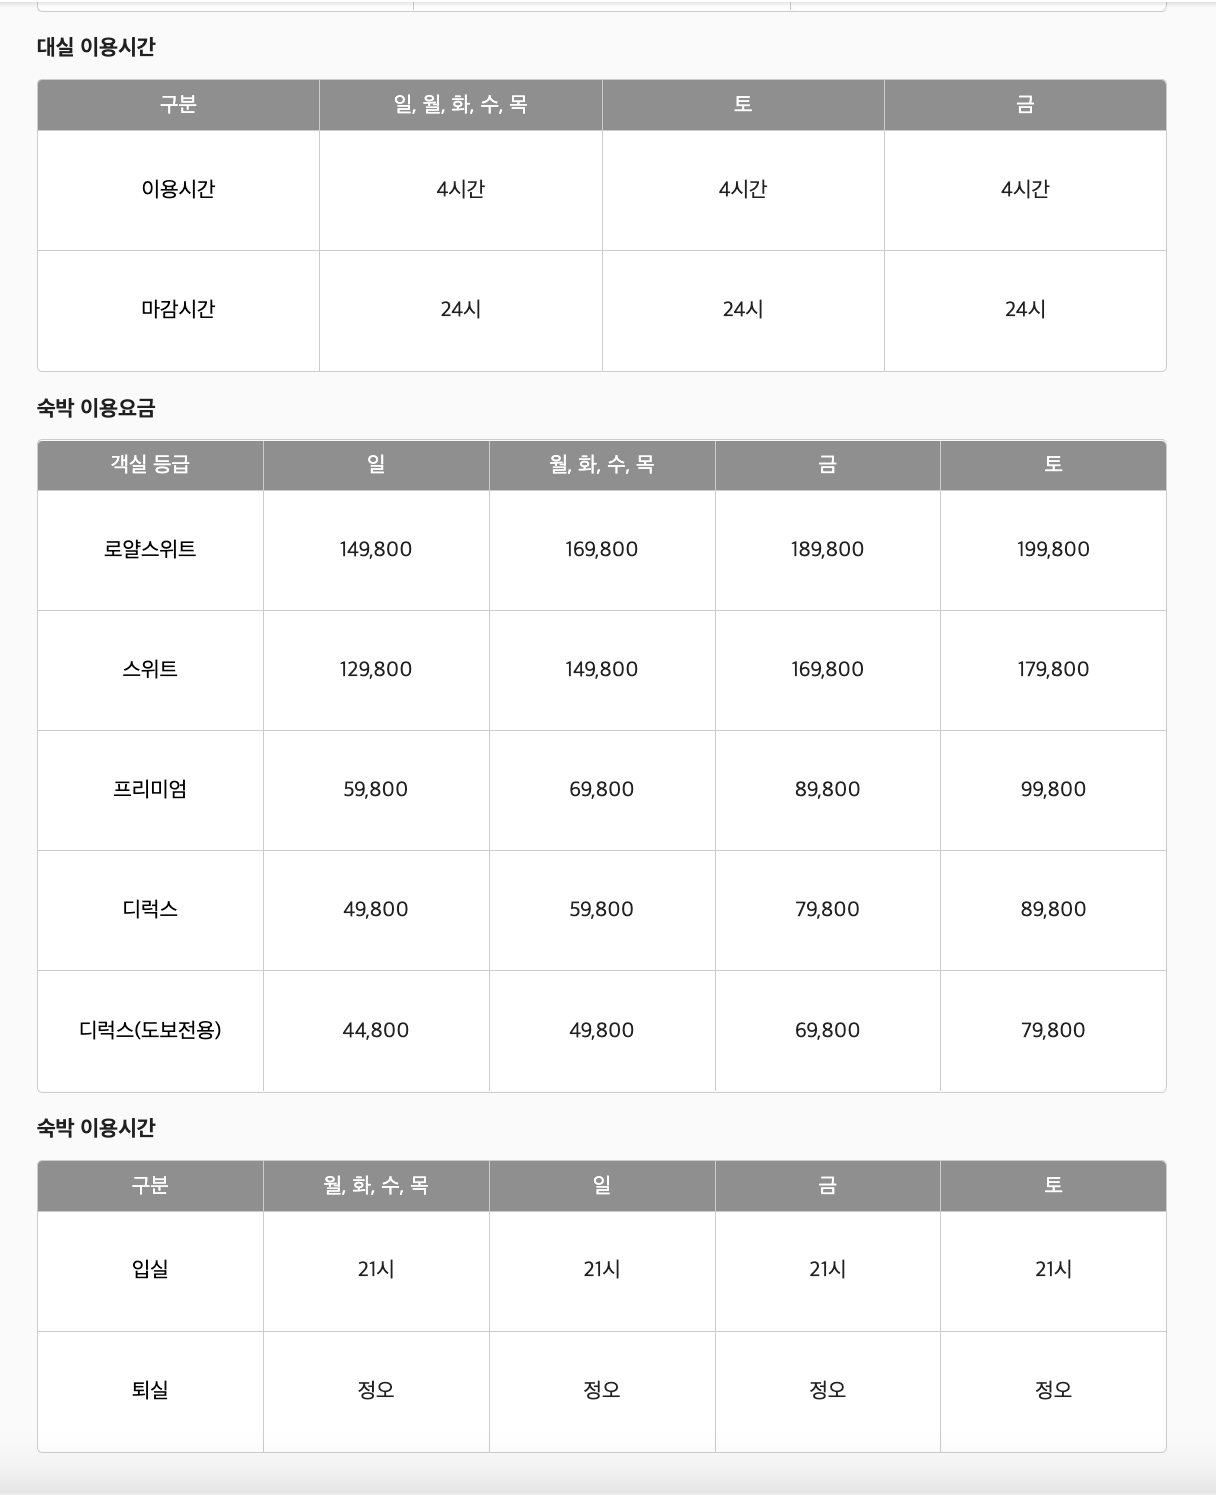 대실 이용시간
구분 일, 월, 화, 수, 목 토 금
이용시간 4시간 4시간 4시간
마감시간 24시 24시 24시
숙박 이용요금
객실 등급 일 월, 화, 수, 목 금 토
로얄스위트 149,800 169,800 189,800 199,800
스위트 129,800 149,800 169,800 179,800
프리미엄 59,800 69,800 89,800 99,800
디럭스 49,800 59,800 79,800 89,800
디럭스(도보전용) 44,800 49,800 69,800 79,800
숙박 이용시간
구분 월, 화, 수, 목 일 금 토
입실 21시 21시 21시 21시
퇴실 정오 정오 정오 정오